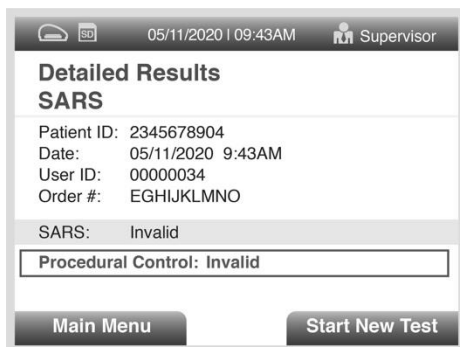 SD 05/11/2020 | 09:43AM Supervisor
Detailed Results
SARS
Patient ID: 2345678904
Date: 05/11/2020 9:43AM
User ID: 00000034
Order #: EGHIJKLMNO
SARS: Invalid
Procedural Control: Invalid
Main Menu Start New Test